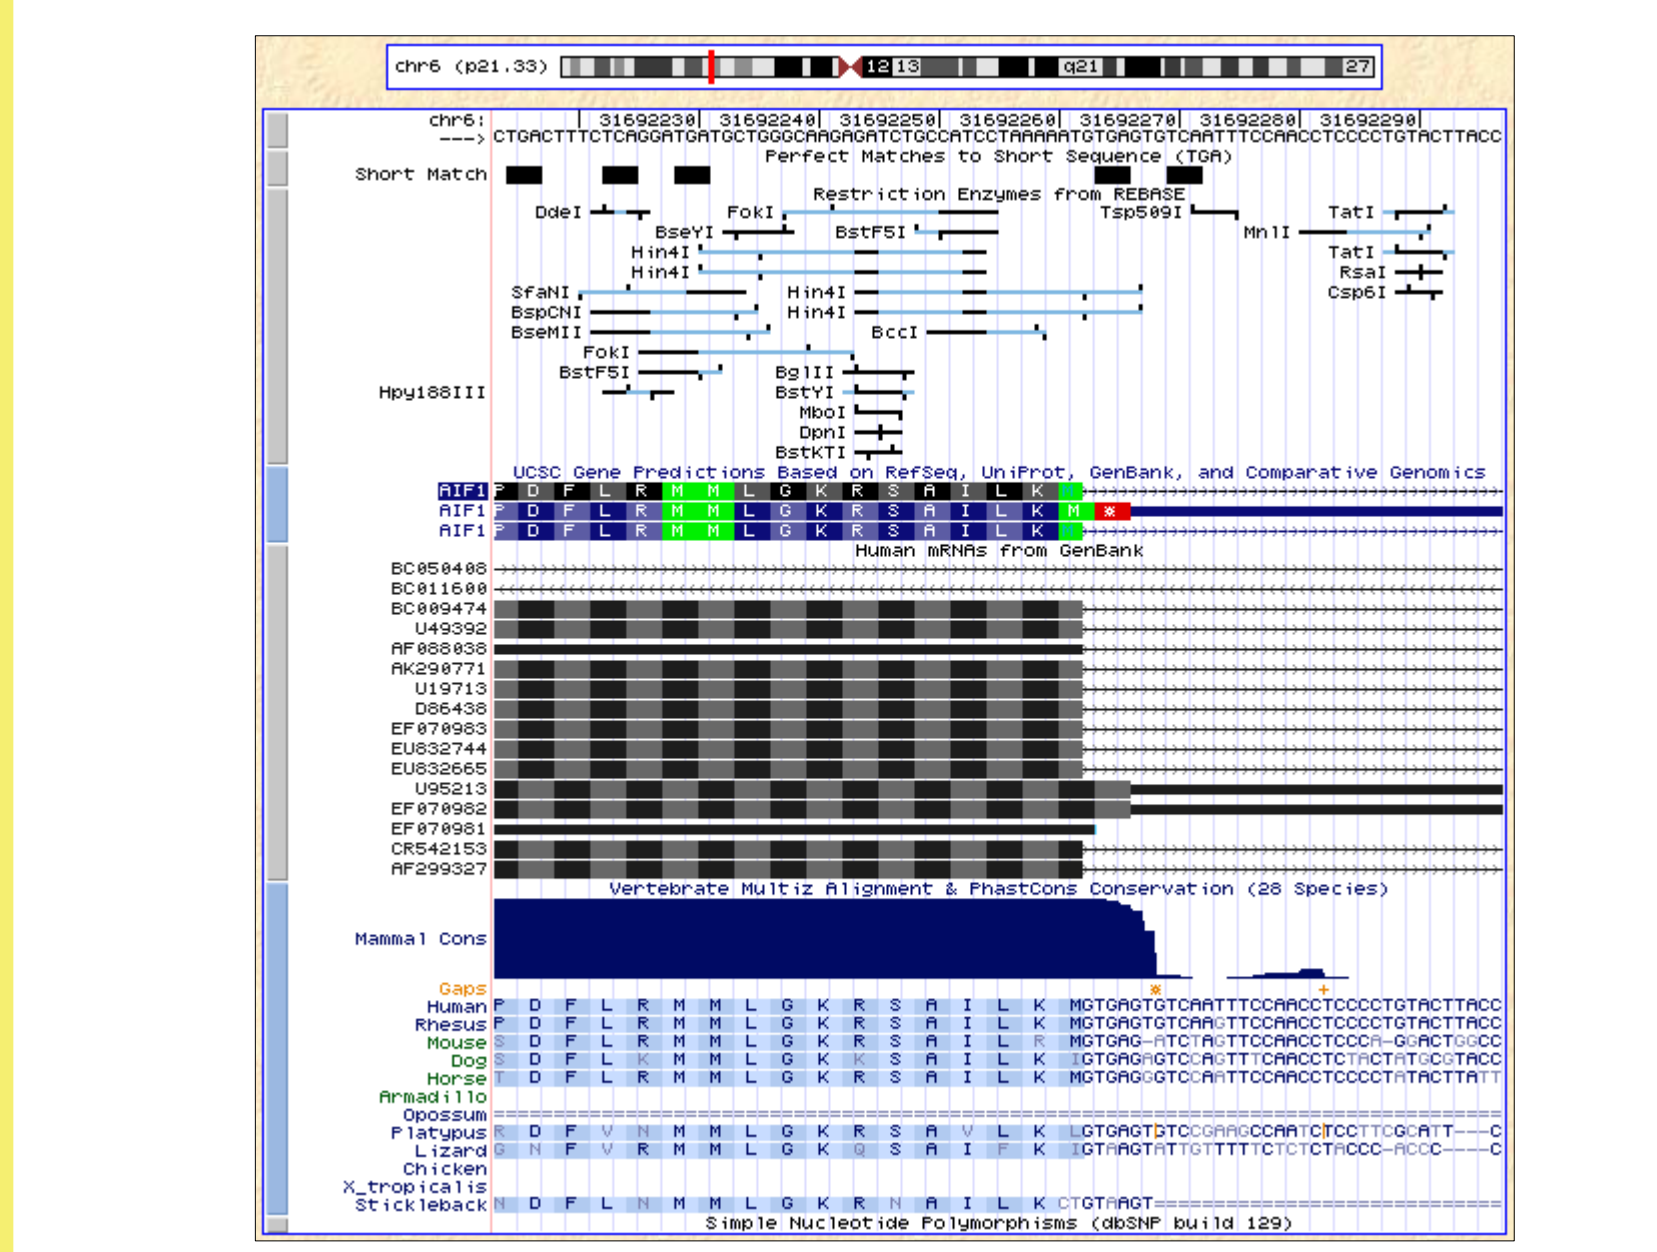 chr6 (p21.33) 12 13 q21 27
chr6: 31692230| 31692240| 31692250| 31692260| 31692270| 31692280| 31692290|
---> CTGACTTTCTCAGGATGATGCTGGGCAAGAGATCTGCCATCCTAAAAATGTGAGTGTCAATTTCCAACCTCCCCTGTACTTACC
Perfect Matches to Short Sequence (TGA)
Short Match
Restriction Enzymes from REBASE
DdeI FokI Tsp509I TatI
BseYI BstF5I MnlI
Hin4I TatI
Hin4I RsaI
SfaNI Hin4I Csp6I
BspCNI Hin4I
BseMII BccI
FokI
BstF5I BglII
Hpy188III BstYI
MboI
DpnI
BstKTI
UCSC Gene Predictions Based on RefSeq, UniProt, GenBank, and Comparative Genomics
AIF1 P D F L R M M L G K R S A I L K M
AIF1 P D F L R M M L G K R S A I L K M *
AIF1 P D F L R M M L G K R S A I L K M
Human mRNAs from GenBank
BC050408
BC011600
BC009474
U49392
AF088038
AK290771
U19713
D86438
EF070983
EU832744
EU832665
U95213
EF070982
EF070981
CR542153
AF299327
Vertebrate Multiz Alignment & PhastCons Conservation (28 Species)
Mammal Cons
Gaps * +
Human P D F L R M M L G K R S A I L K MGTGAGTGTCAATTTCCAACCTCCCCTGTACTTACC
Rhesus P D F L R M M L G K R S A I L K MGTGAGTGTCAAGTTCCAACCTCCCCTGTACTTACC
Mouse S D F L R M M L G K R S A I L R MGTGAG-ATCTAGTTCCAACCTCCCA-GGACTGGCC
Dog S D F L K M M L G K K S A I L K IGTGAGAGTCCAGTTTCAACCTCTACTATGCGTACC
Horse T D F L R M M L G K R S A I L K MGTGAGGGTCCAATTCCAACCTCCCCTATACTTATT
Armadillo
Opossum
Platypus R D F V N M M L G K R S A V L K LGTGAGTGTCCGAAGCCAATCTCCTTCGCATT---C
Lizard G N F V R M M L G K Q S A I F K IGTAAGTATTGTTTTTCTCTCTACCC-ACCC----C
Chicken
X_tropicalis
Stickleback N D F L N M M L G K R N A I L K CTGTAAGT
Simple Nucleotide Polymorphisms (dbSNP build 129)